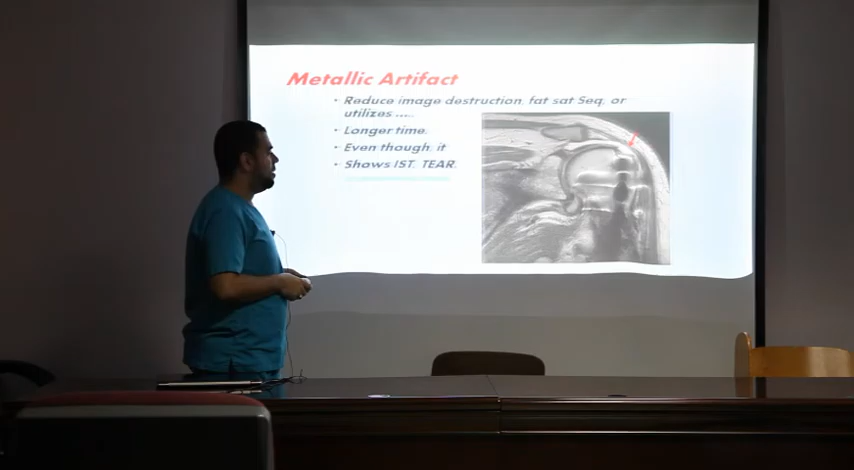 Metallic Artifact
• Reduce image destruction, fat sat Seq, or
utilizes ....
• Longer time.
• Even though, it
• Shows IST, TEAR.